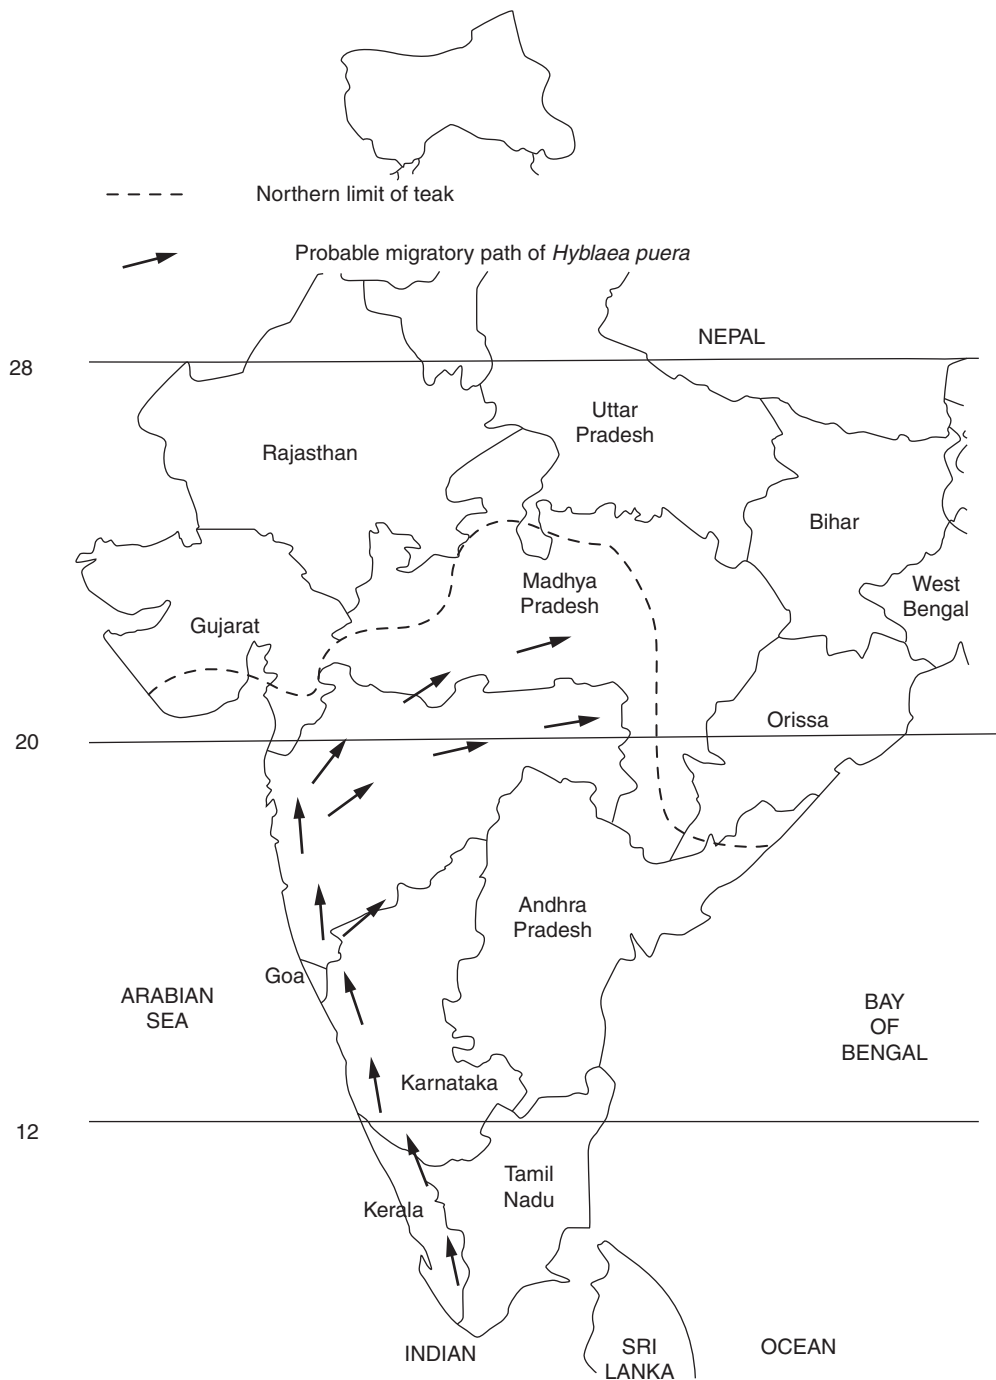 Northern limit of teak
Probable migratory path of Hyblaea puera
NEPAL
28
Uttar
Pradesh
Rajasthan
Bihar
Madhya
Pradesh
West
Bengal
Gujarat
Orissa
20
Andhra
Pradesh
Goa
ARABIAN
SEA
BAY
OF
BENGAL
Karnataka
12
Tamil
Nadu
Kerala
INDIAN
SRI
LANKA
OCEAN